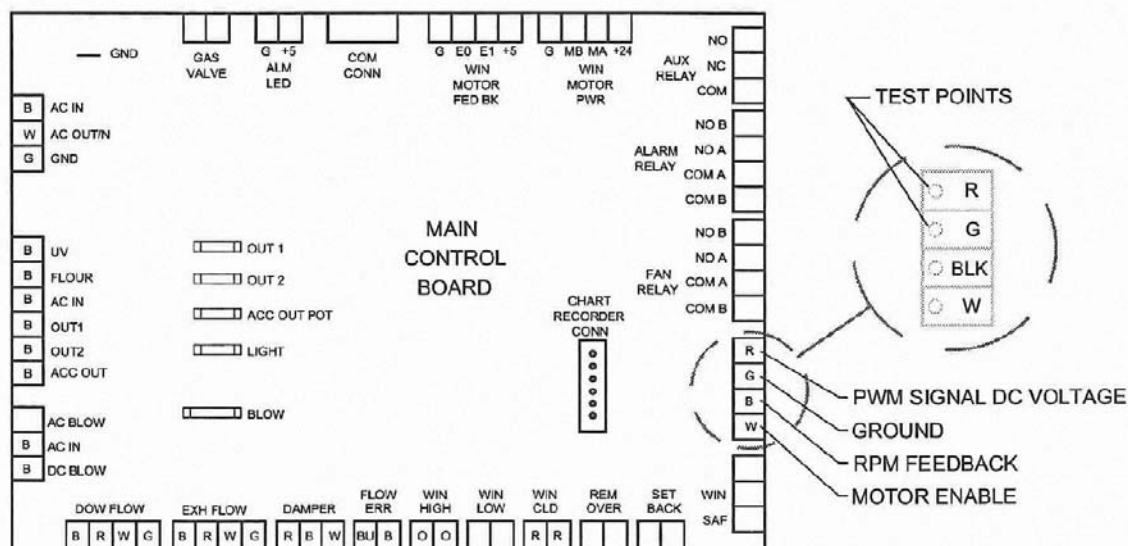 GND
GAS
VALVE
G +5
ALM
LED
COM
CONN
G E0 E1 +5
WIN
MOTOR
FED BK
G MB MA +24
WIN
MOTOR
PWR
NO
NC
COM
AUX
RELAY
B AC IN
W AC OUT/N
G GND
NO B
NO A
COM A
COM B
ALARM
RELAY
NO B
NO A
COM A
COM B
FAN
RELAY
TEST POINTS
R
G
BLK
W
B UV
B FLOUR
B AC IN
B OUT1
B OUT2
B ACC OUT
OUT 1
OUT 2
ACC OUT POT
LIGHT
BLOW
MAIN
CONTROL
BOARD
CHART
RECORDER
CONN
R
G
B
W
PWM SIGNAL DC VOLTAGE
GROUND
RPM FEEDBACK
MOTOR ENABLE
AC BLOW
B AC IN
B DC BLOW
WIN
SAF
DOW FLOW
B R W G
EXH FLOW
B R W G
DAMPER
R B W
FLOW
ERR
BU B
WIN
HIGH
O O
WIN
LOW
WIN
CLD
R R
REM
OVER
SET
BACK